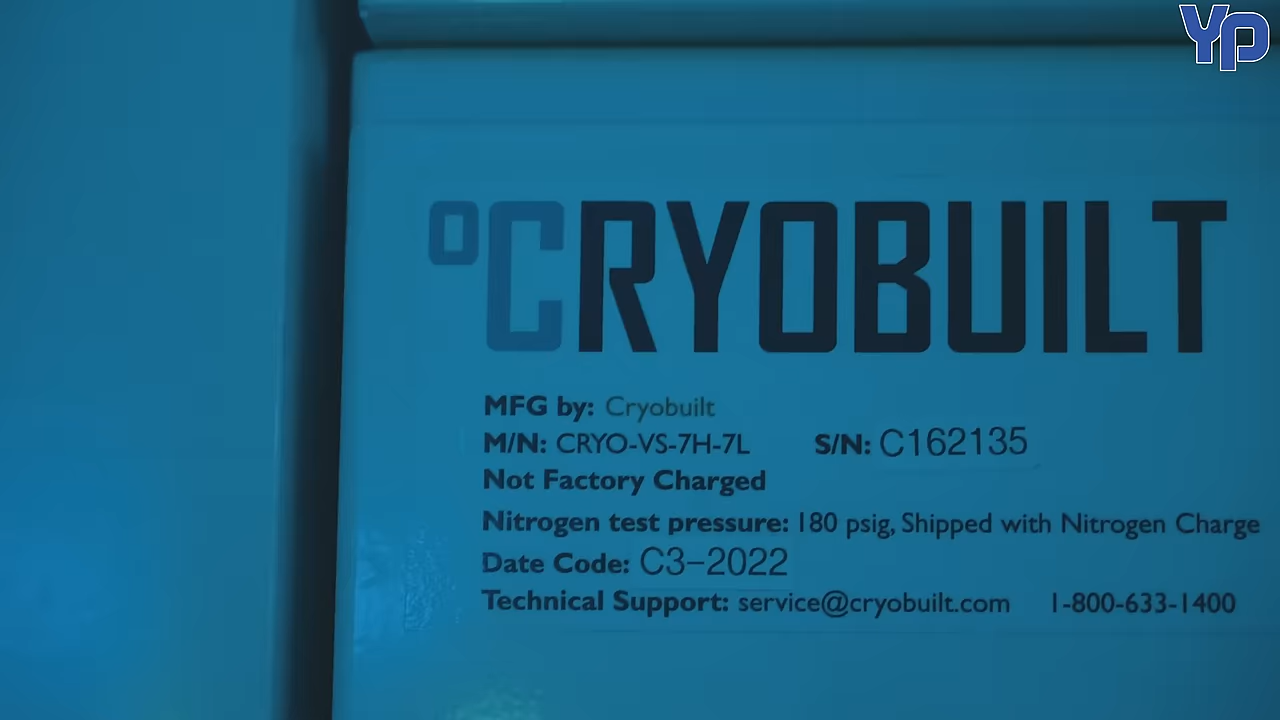 YP
°CRYOBUILT
MFG by: Cryobuilt
M/N: CRYO-VS-7H-7L S/N: C162135
Not Factory Charged
Nitrogen test pressure: 180 psig, Shipped with Nitrogen Charge
Date Code: C3-2022
Technical Support: service@cryobuilt.com 1-800-633-1400